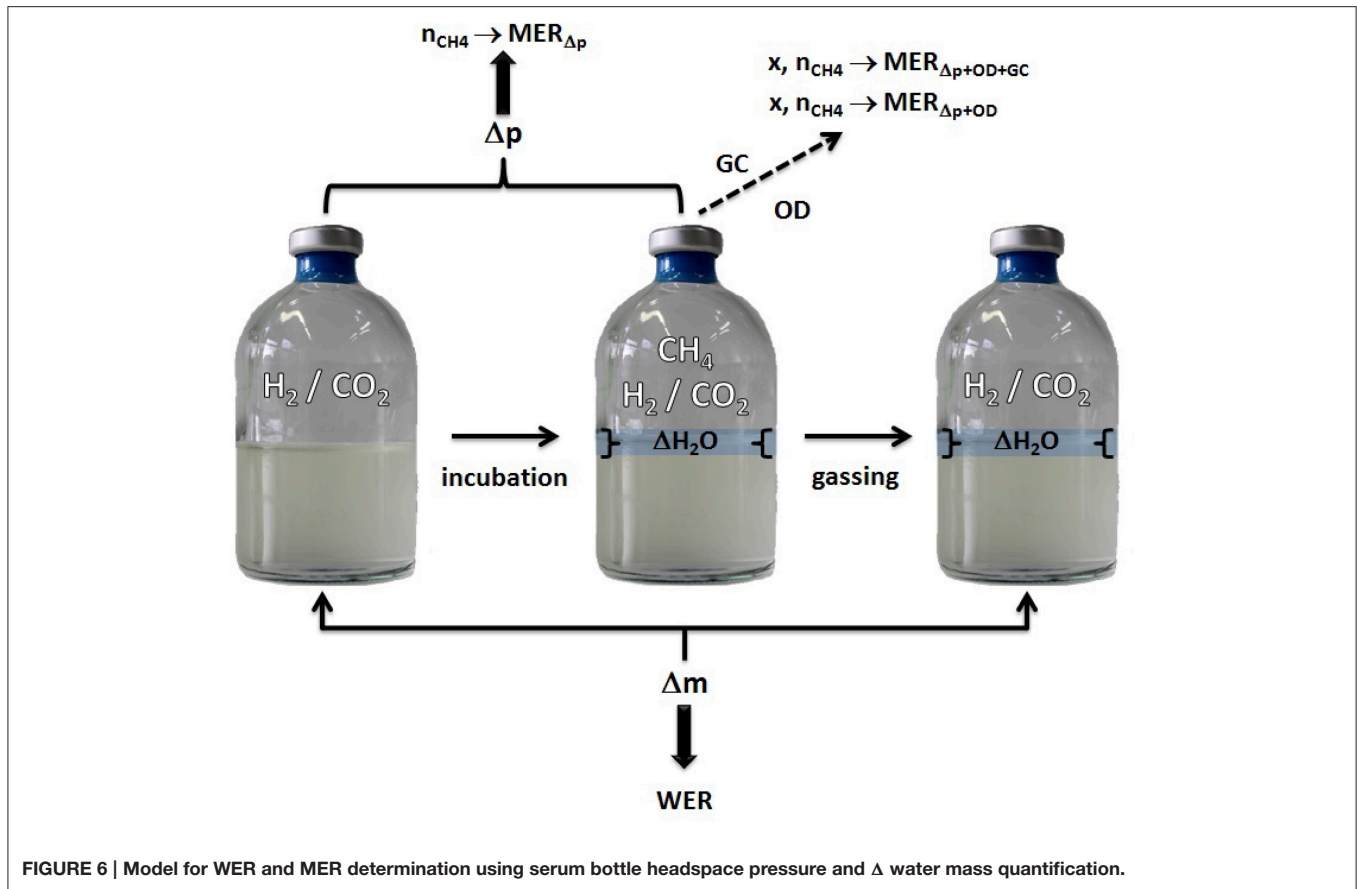 n_CH4 → MER_Δp
x, n_CH4 → MER_Δp+OD+GC
x, n_CH4 → MER_Δp+OD
Δp
GC
OD
H₂ / CO₂
CH₄
H₂ / CO₂
H₂ / CO₂
ΔH₂O
ΔH₂O
incubation
gassing
Δm
WER
FIGURE 6 | Model for WER and MER determination using serum bottle headspace pressure and Δ water mass quantification.